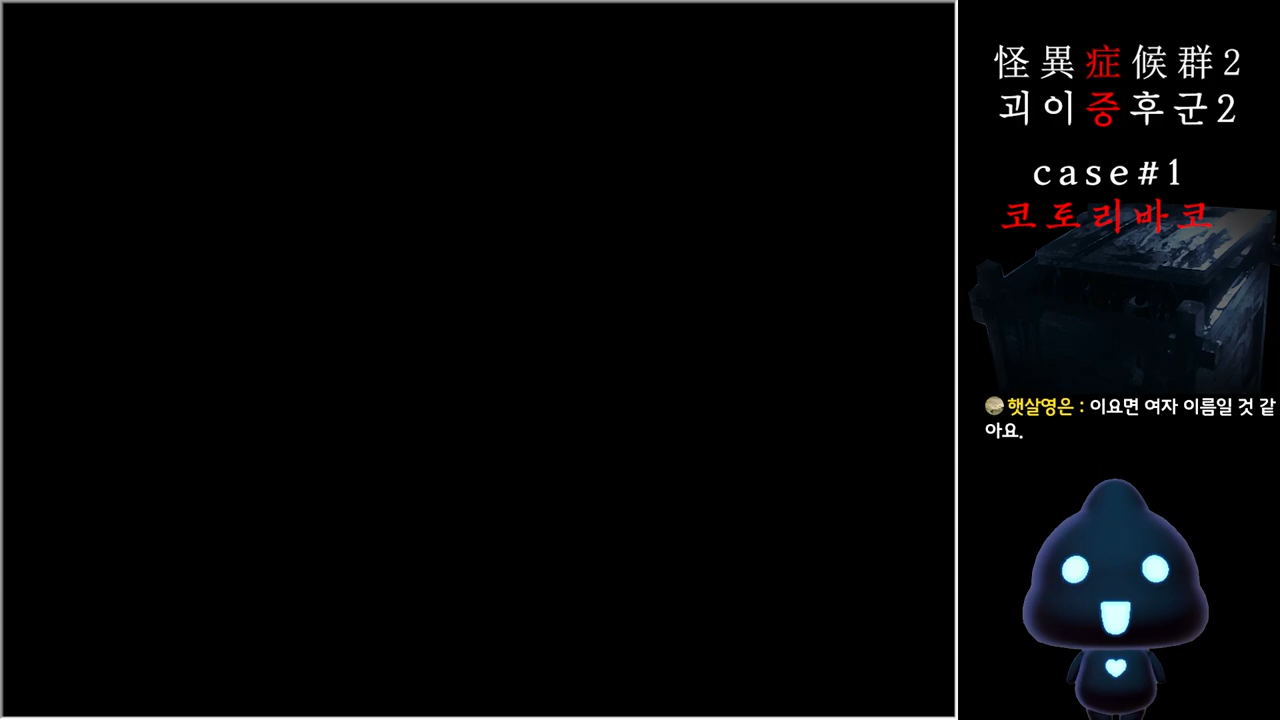 怪異症候群2
괴이증후군2
case#1
코토리바코
햇살영은 : 이요면 여자 이름일 것 같
아요.